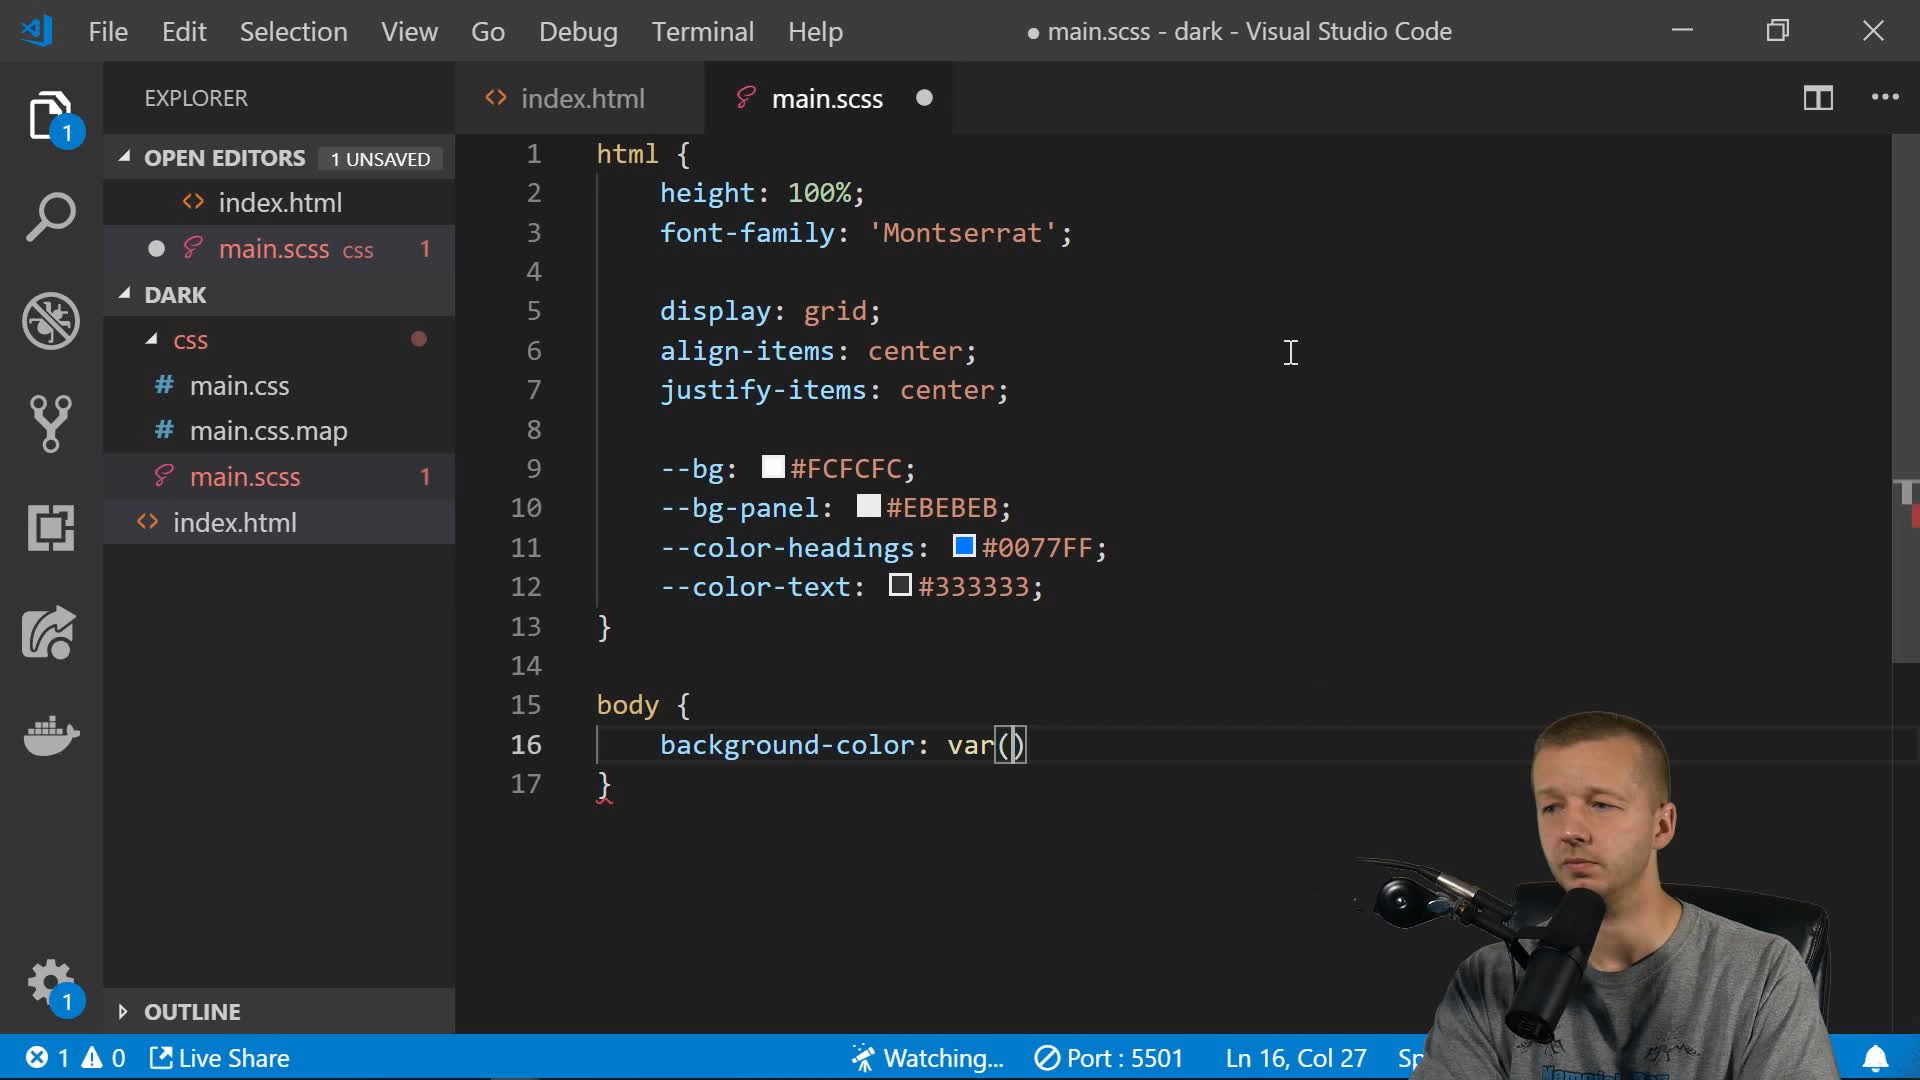 File Edit Selection View Go Debug Terminal Help
● main.scss - dark - Visual Studio Code
EXPLORER
index.html
main.scss
OPEN EDITORS
1 UNSAVED
index.html
main.scss css 1
DARK
css
main.css
main.css.map
main.scss 1
index.html
OUTLINE
1
1
1 html {
2 height: 100%;
3 font-family: 'Montserrat';
4
5 display: grid;
6 align-items: center;
7 justify-items: center;
8
9 --bg: #FCFCFC;
10 --bg-panel: #EBEBEB;
11 --color-headings: #0077FF;
12 --color-text: #333333;
13 }
14
15 body {
16 background-color: var()
17 }
1 0 Live Share
Watching... Port : 5501 Ln 16, Col 27 Sp